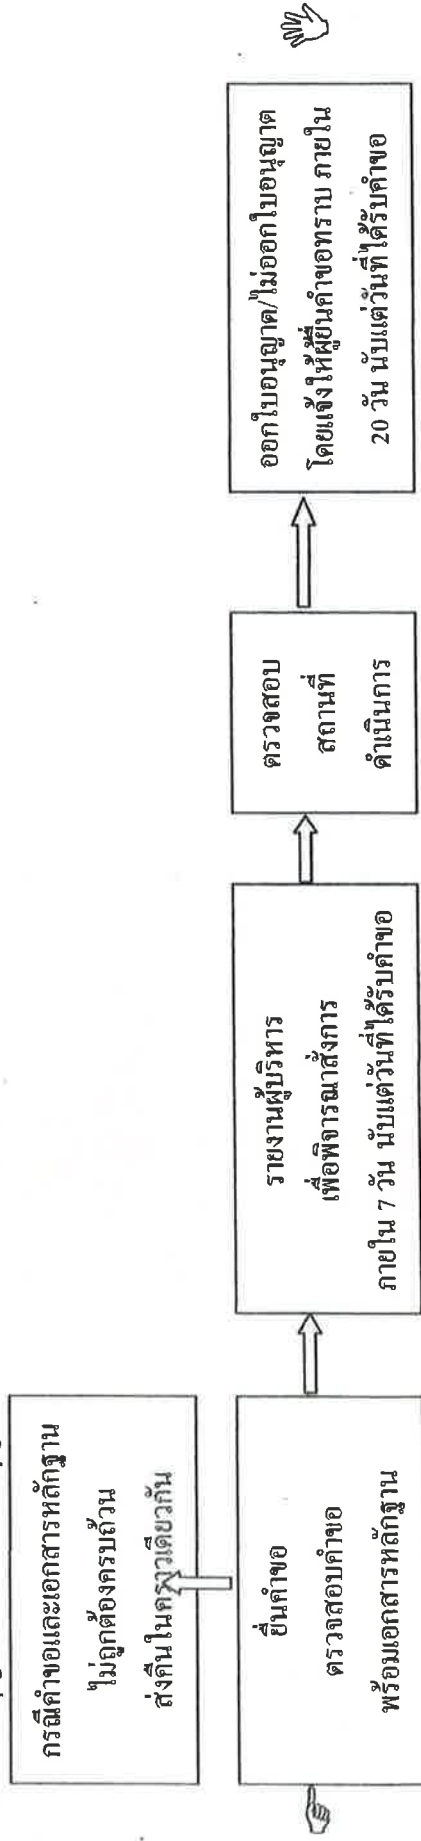 กรณีคำขอและเอกสารหลักฐาน
ไม่ถูกต้องครบถ้วน
ส่งคืนในคราวเดียวกัน
ยื่นคำขอ
ตรวจสอบคำขอ
พร้อมเอกสารหลักฐาน
รายงานผู้บริหาร
เพื่อพิจารณาสั่งการ
ภายใน 7 วัน นับแต่วันที่ได้รับคำขอ
ตรวจสอบ
สถานที่
ดำเนินการ
ออกใบอนุญาต/ไม่ออกใบอนุญาต
โดยแจ้งให้ผู้ยื่นคำขอทราบ ภายใน
20 วัน นับแต่วันที่ได้รับคำขอ